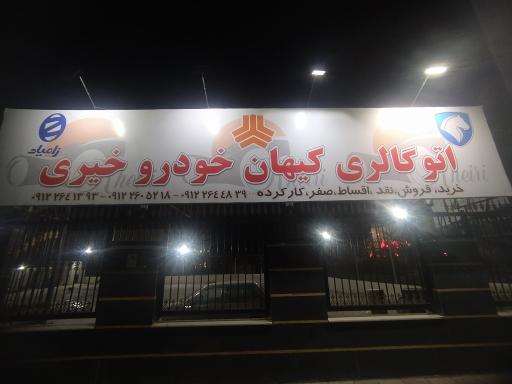 زامیاد
اتوگالری کیهان خودرو خیری
خرید، فروش، نقد ،اقساط،صفر،کارکرده ۰۹۱۲ ۲۶۴ ۴۸ ۳۹ - ۰۹۱۲ ۲۶۰ ۵۲ ۱۸ - ۰۹۱۲ ۲۶۴ ۱۳ ۹۳